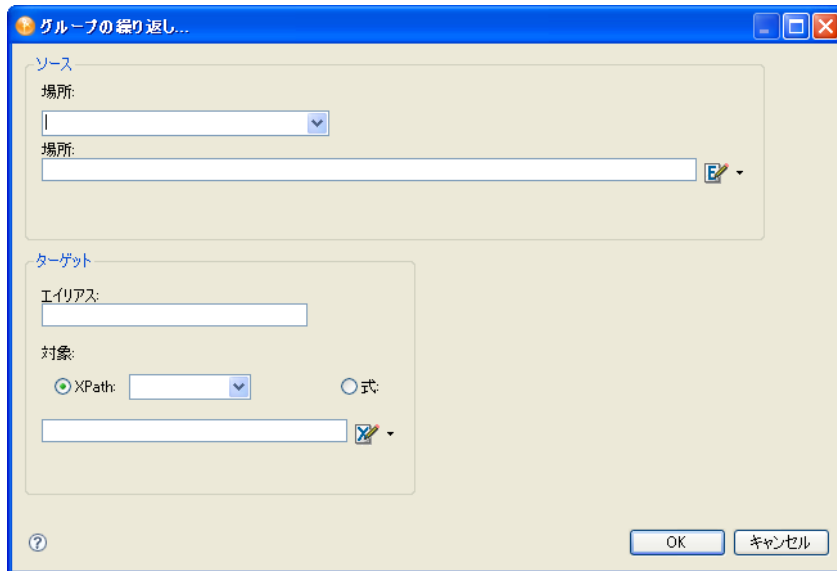 グループの繰り返し...
ソース
場所:
場所:
ターゲット
エイリアス:
対象:
XPath: 式:
OK キャンセル